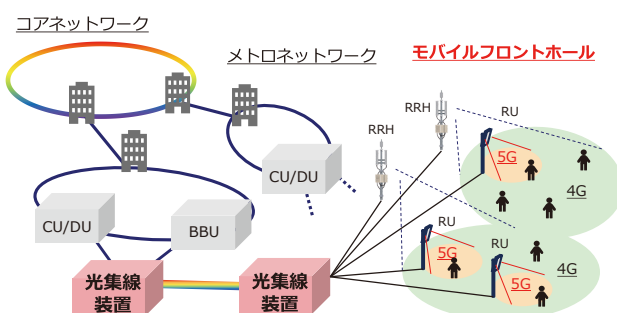 コアネットワーク
メトロネットワーク
モバイルフロントホール
RRH
RRH
RU
5G
4G
CU/DU
CU/DU
BBU
RU
5G
RU
5G
4G
光集線
装置
光集線
装置